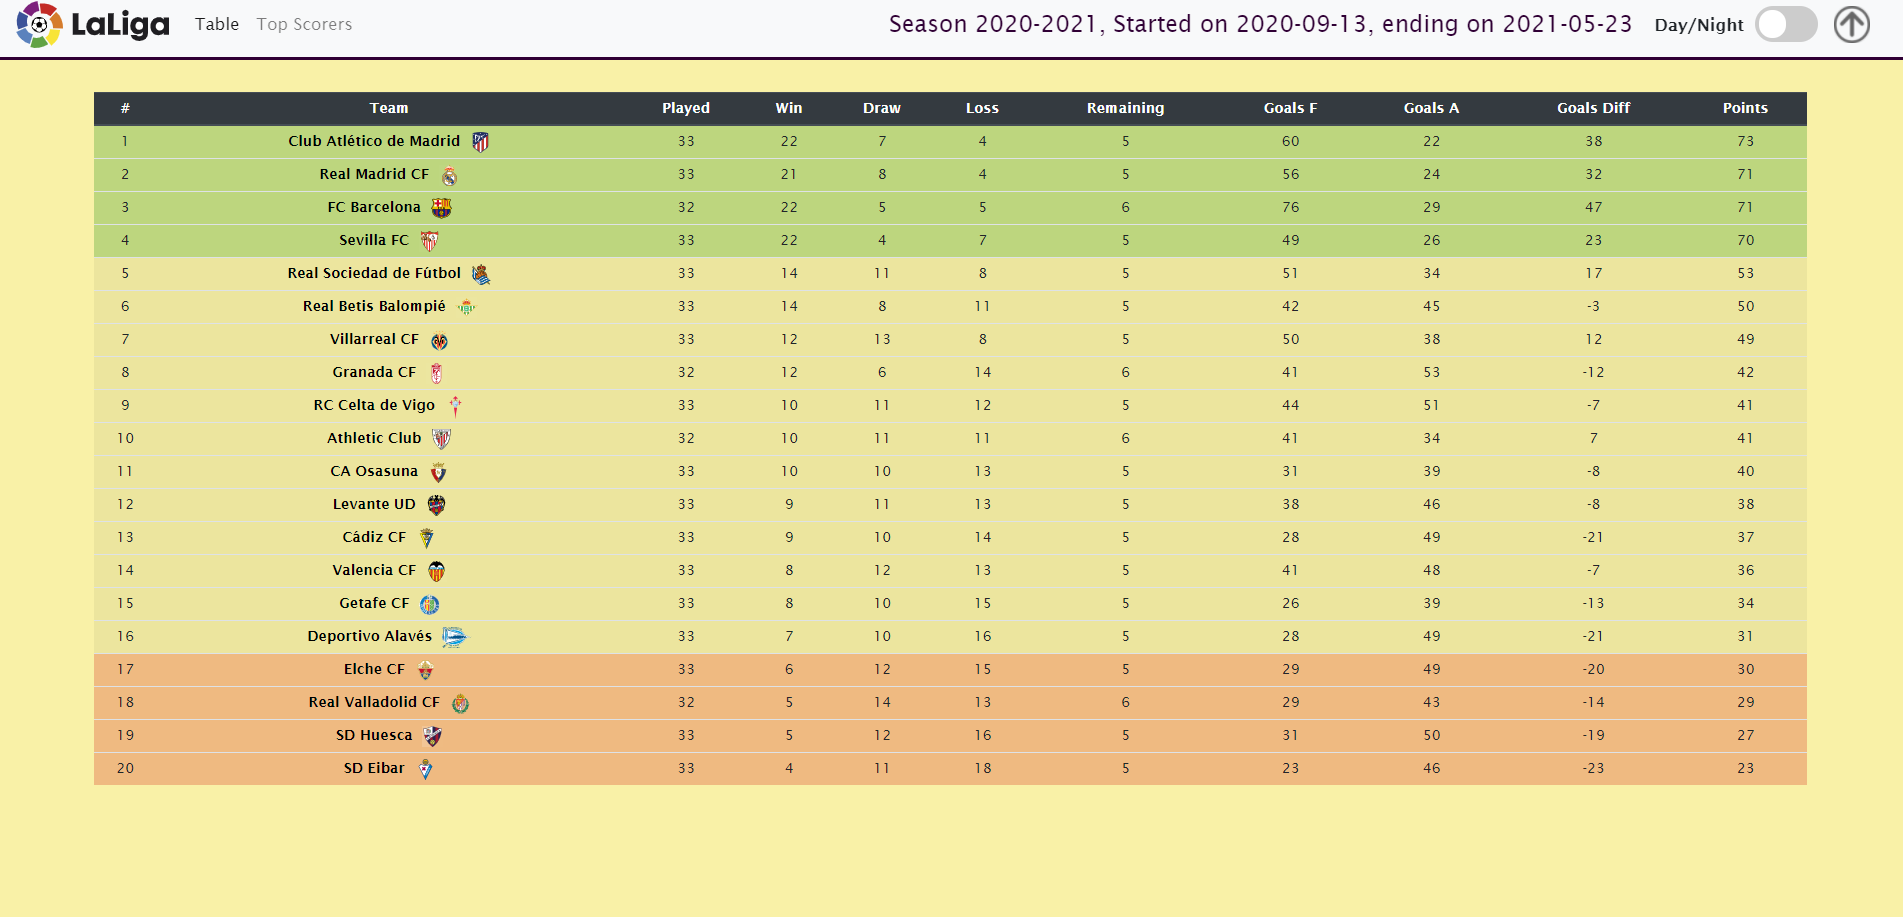 LaLiga Table Top Scorers Season 2020-2021, Started on 2020-09-13, ending on 2021-05-23 Day/Night
# Team Played Win Draw Loss Remaining Goals F Goals A Goals Diff Points
1 Club Atlético de Madrid 33 22 7 4 5 60 22 38 73
2 Real Madrid CF 33 21 8 4 5 56 24 32 71
3 FC Barcelona 32 22 5 5 6 76 29 47 71
4 Sevilla FC 33 22 4 7 5 49 26 23 70
5 Real Sociedad de Fútbol 33 14 11 8 5 51 34 17 53
6 Real Betis Balompié 33 14 8 11 5 42 45 -3 50
7 Villarreal CF 33 12 13 8 5 50 38 12 49
8 Granada CF 32 12 6 14 6 41 53 -12 42
9 RC Celta de Vigo 33 10 11 12 5 44 51 -7 41
10 Athletic Club 32 10 11 11 6 41 34 7 41
11 CA Osasuna 33 10 10 13 5 31 39 -8 40
12 Levante UD 33 9 11 13 5 38 46 -8 38
13 Cádiz CF 33 9 10 14 5 28 49 -21 37
14 Valencia CF 33 8 12 13 5 41 48 -7 36
15 Getafe CF 33 8 10 15 5 26 39 -13 34
16 Deportivo Alavés 33 7 10 16 5 28 49 -21 31
17 Elche CF 33 6 12 15 5 29 49 -20 30
18 Real Valladolid CF 32 5 14 13 6 29 43 -14 29
19 SD Huesca 33 5 12 16 5 31 50 -19 27
20 SD Eibar 33 4 11 18 5 23 46 -23 23